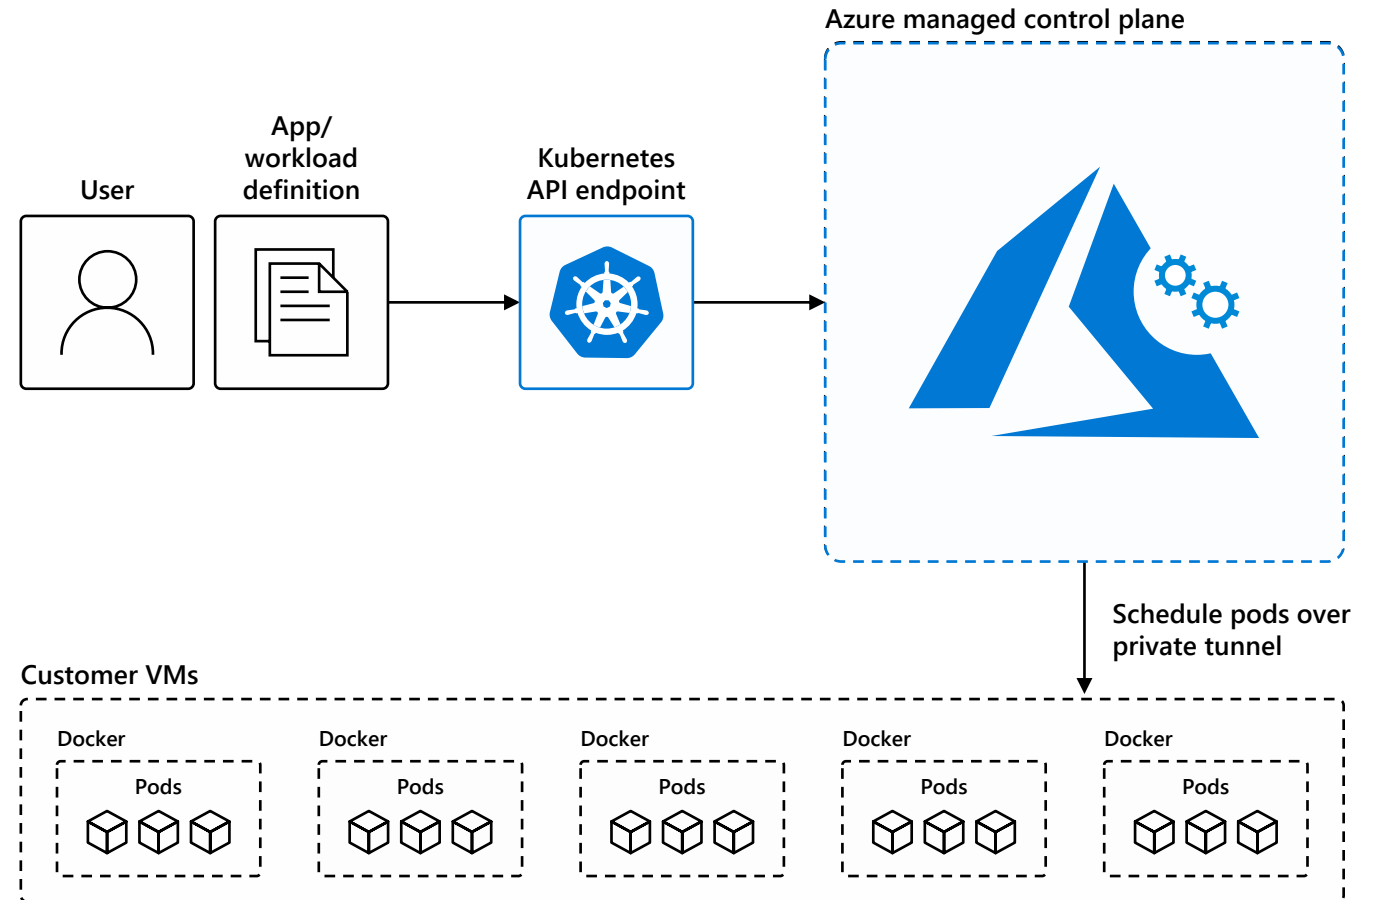 Azure managed control plane
App/
workload
definition
User
Kubernetes
API endpoint
Schedule pods over
private tunnel
Customer VMs
Docker
Docker
Docker
Docker
Docker
Pods
Pods
Pods
Pods
Pods